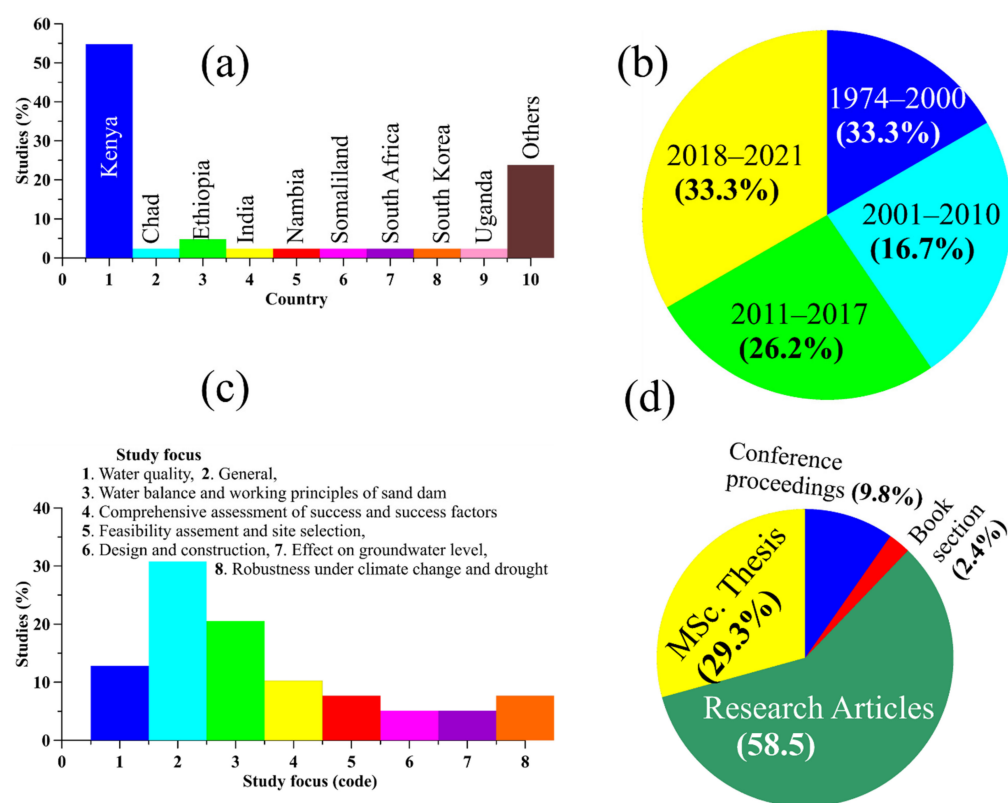 (a)
60
50
40
30
20
10
0
Studies (%)
Kenya
Chad
Ethiopia
India
Nambia
Somaliland
South Africa
South Korea
Uganda
Others
0 1 2 3 4 5 6 7 8 9 10
Country
(b)
1974–2000
(33.3%)
2001–2010
(16.7%)
2011–2017
(26.2%)
2018–2021
(33.3%)
(c)
Study focus
1. Water quality, 2. General,
3. Water balance and working principles of sand dam
4. Comprehensive assessment of success and success factors
5. Feasibility assement and site selection,
6. Design and construction, 7. Effect on groundwater level,
8. Robustness under climate change and drought
40
30
20
10
0
Studies (%)
0 1 2 3 4 5 6 7 8
Study focus (code)
(d)
Conference
proceedings (9.8%)
Book
section
(2.4%)
MSc. Thesis
(29.3%)
Research Articles
(58.5)